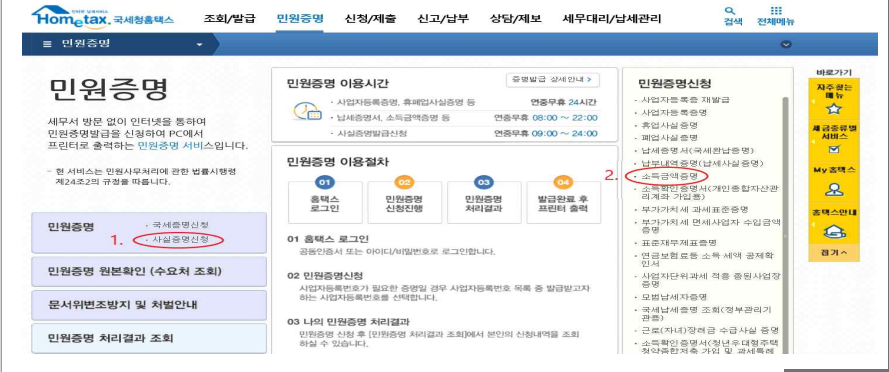 Hometax. 국세청홈택스 조회/발급 민원증명 신청/제출 신고/납부 상담/제보 세무대리/납세관리 검색 전체메뉴
≡ 민원증명
민원증명
세무서 방문 없이 인터넷을 통하여
민원증명발급을 신청하여 PC에서
프린터로 출력하는 민원증명 서비스입니다.
- 현 서비스는 민원사무처리에 관한 법률시행령
제24조2의 규정을 따릅니다.
민원증명
· 국세증명신청
1. · 사실증명신청
민원증명 원본확인 (수요처 조회)
문서위변조방지 및 처벌안내
민원증명 처리결과 조회
민원증명 이용시간
증명발급 상세안내 >
· 사업자등록증명, 휴폐업사실증명 등 연중무휴 24시간
· 납세증명서, 소득금액증명 등 연중무휴 08:00 ~ 22:00
· 사실증명발급신청 연중무휴 09:00 ~ 24:00
민원증명 이용절차
01 02 03 04
홈택스 민원증명 민원증명 발급완료 후
로그인 신청진행 처리결과 프린터 출력
01 홈택스 로그인
공동인증서 또는 아이디/비밀번호로 로그인합니다.
02 민원증명신청
사업자등록번호가 필요한 증명일 경우 사업자등록번호 목록 중 발급받고자
하는 사업자등록번호를 선택합니다.
03 나의 민원증명 처리결과
민원증명 신청 후 [민원증명 처리결과 조회]에서 본인의 신청내역을 조회
하실 수 있습니다.
민원증명신청
· 사업자등록증 재발급
· 사업자등록증명
· 휴업사실증명
· 폐업사실증명
· 납세증명서(국세완납증명)
· 납부내역증명(납세사실증명)
2. · 소득금액증명
· 소득확인증명서(개인종합자산관
리계좌 가입용)
· 부가가치세 과세표준증명
· 부가가치세 면세사업자 수입금액
증명
· 표준재무제표증명
· 연금보험료등 소득 세액 공제확
인서
· 사업자단위과세 적용 종된사업장
증명
· 모범납세자증명
· 국세납세증명 조회(정부관리기
관용)
· 근로(자녀)장려금 수급사실 증명
· 소득확인증명서(청년우대형주택
청약종합저축 가입 및 과세특례
바로가기
자주찾는
메뉴
세금종류별
서비스
My홈택스
홈택스안내
접기 ^